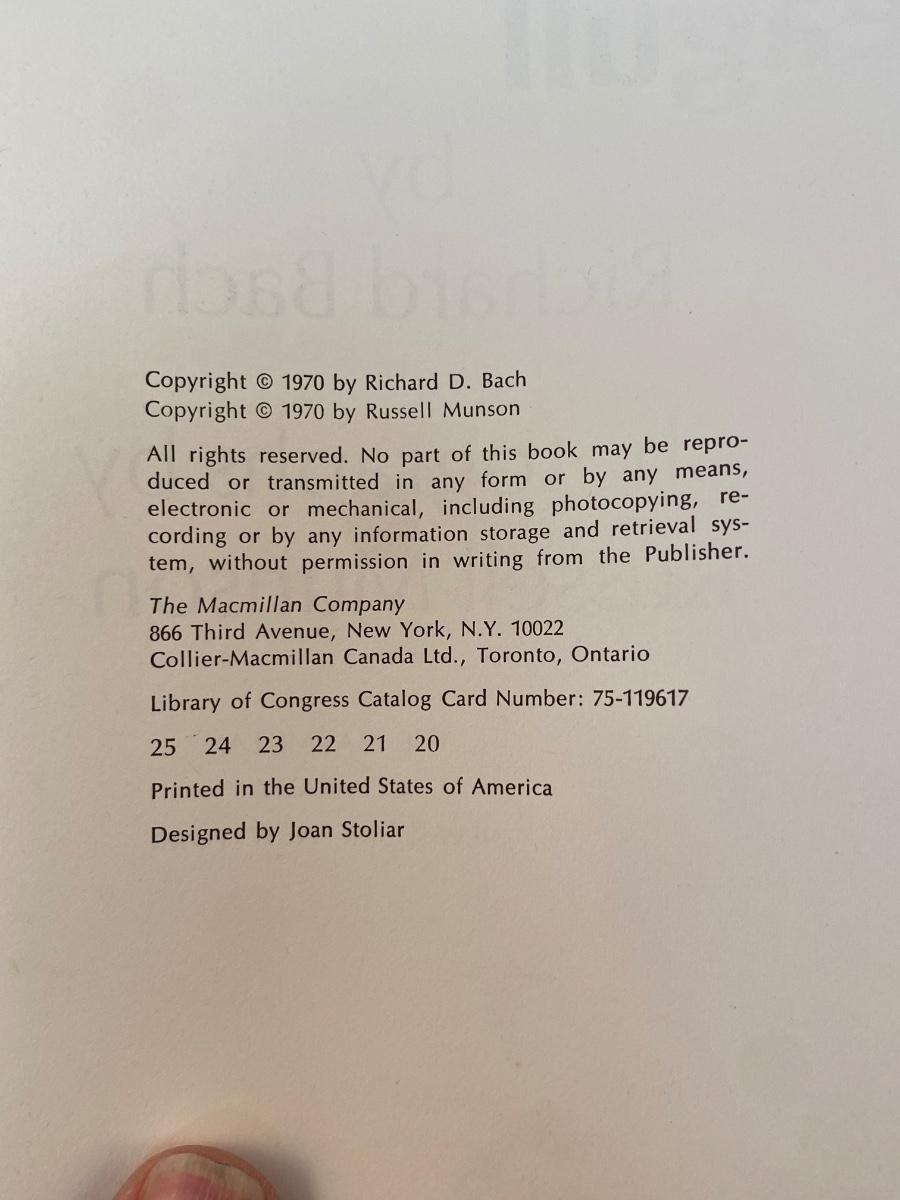 Copyright © 1970 by Richard D. Bach
Copyright © 1970 by Russell Munson
All rights reserved. No part of this book may be repro-
duced or transmitted in any form or by any means,
electronic or mechanical, including photocopying, re-
cording or by any information storage and retrieval sys-
tem, without permission in writing from the Publisher.
The Macmillan Company
866 Third Avenue, New York, N.Y. 10022
Collier-Macmillan Canada Ltd., Toronto, Ontario
Library of Congress Catalog Card Number: 75-119617
25 24 23 22 21 20
Printed in the United States of America
Designed by Joan Stoliar